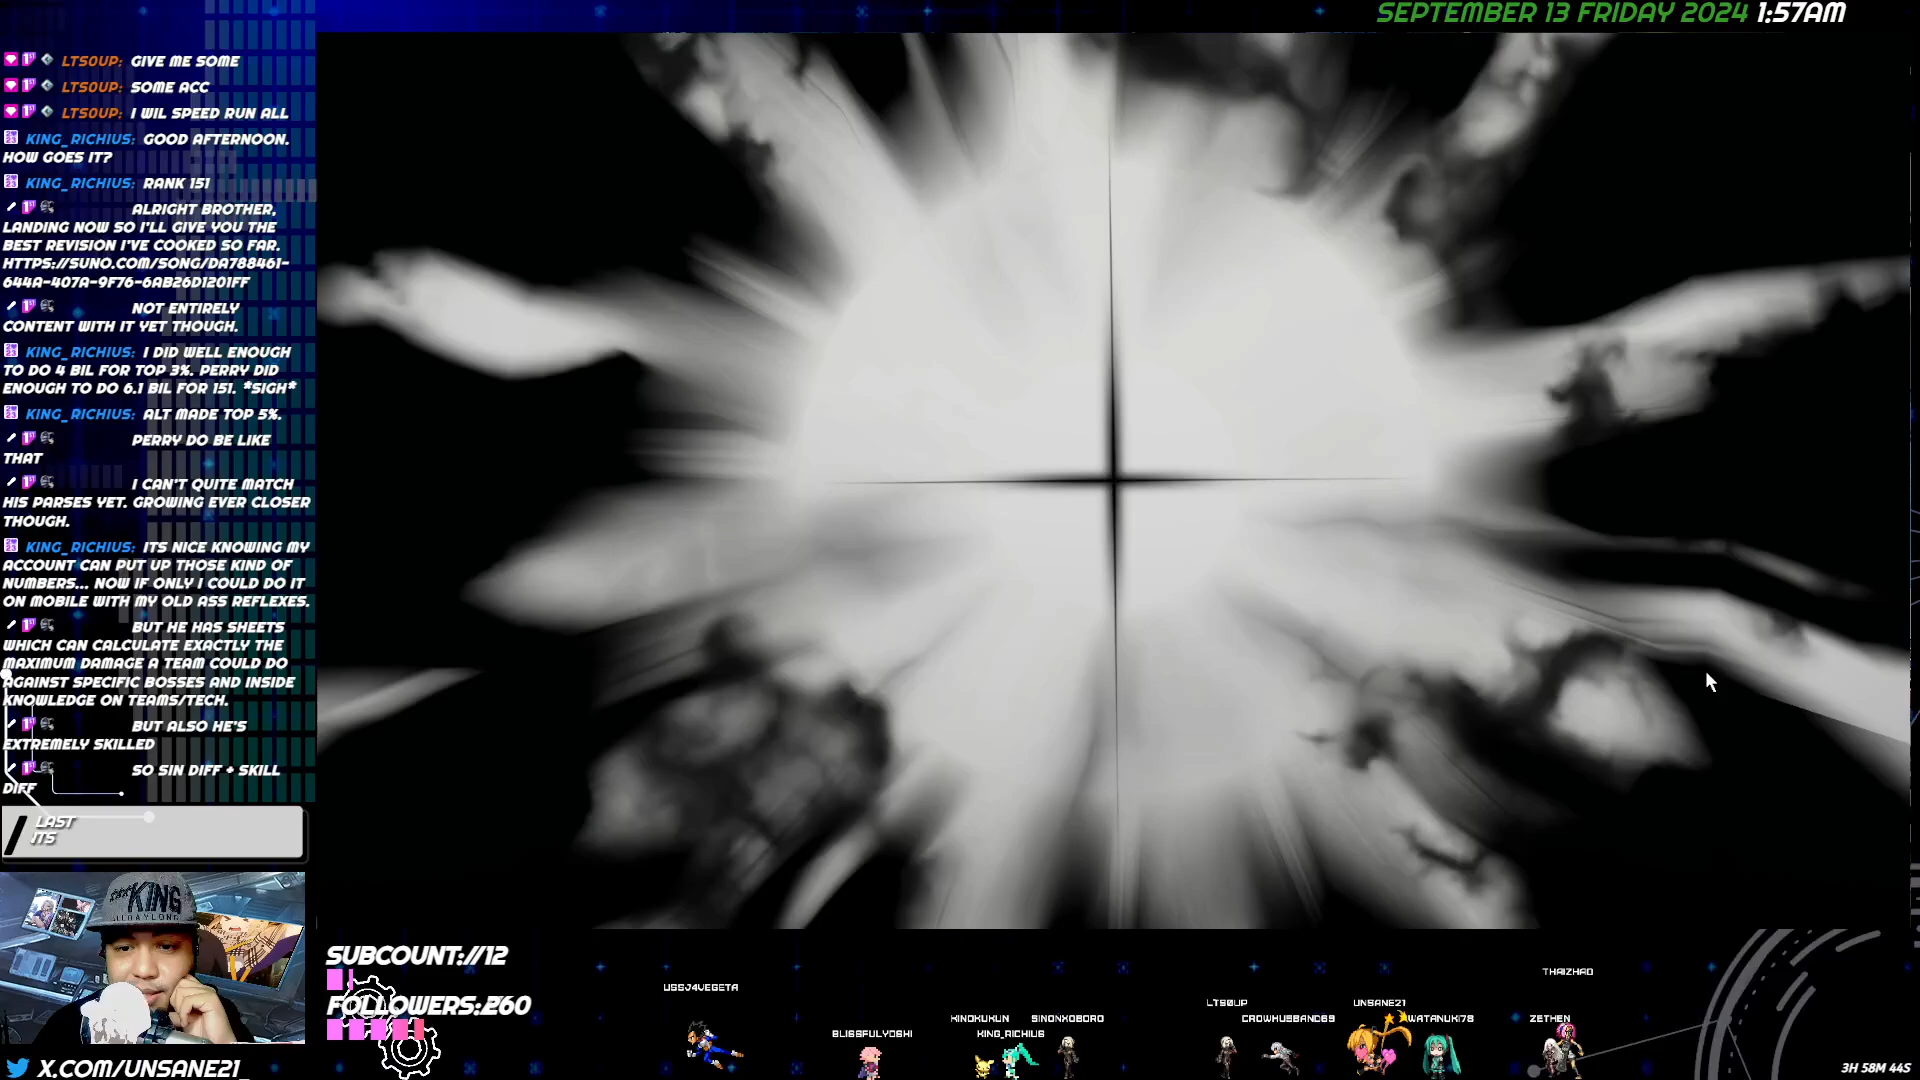 SEPTEMBER 13 FRIDAY 2024 1:57AM
LTS0UP: GIVE ME SOME
LTS0UP: SOME ACC
LTS0UP: I WIL SPEED RUN ALL
KING_RICHIUS: GOOD AFTERNOON.
HOW GOES IT?
KING_RICHIUS: RANK 151
ALRIGHT BROTHER,
LANDING NOW SO I'LL GIVE YOU THE
BEST REVISION I'VE COOKED SO FAR.
HTTPS://SUNO.COM/SONG/DA788461-
644A-407A-9F76-6AB26D1201FF
NOT ENTIRELY
CONTENT WITH IT YET THOUGH.
KING_RICHIUS: I DID WELL ENOUGH
TO DO 4 BIL FOR TOP 3%. PERRY DID
ENOUGH TO DO 6.1 BIL FOR 151. *SIGH*
KING_RICHIUS: ALT MADE TOP 5%.
PERRY DO BE LIKE
THAT
I CAN'T QUITE MATCH
HIS PARSES YET. GROWING EVER CLOSER
THOUGH.
KING_RICHIUS: ITS NICE KNOWING MY
ACCOUNT CAN PUT UP THOSE KIND OF
NUMBERS... NOW IF ONLY I COULD DO IT
ON MOBILE WITH MY OLD ASS REFLEXES.
BUT HE HAS SHEETS
WHICH CAN CALCULATE EXACTLY THE
MAXIMUM DAMAGE A TEAM COULD DO
AGAINST SPECIFIC BOSSES AND INSIDE
KNOWLEDGE ON TEAMS/TECH.
BUT ALSO HE'S
EXTREMELY SKILLED
SO SIN DIFF + SKILL
DIFF
LAST
ITS
KING
ALLDAYLONG
SUBCOUNT://12
FOLLOWERS:260
X.COM/UNSANE21_
USSJ4VEGETA
BLISSFULYOSHI
KINOKUKUN
KING_RICHIUS
SINONXOBORO
LTS0UP
CROWHUSBAND69
UNSANE21
WATANUKI78
THAIZHAO
ZETHEN
3H 58M 44S